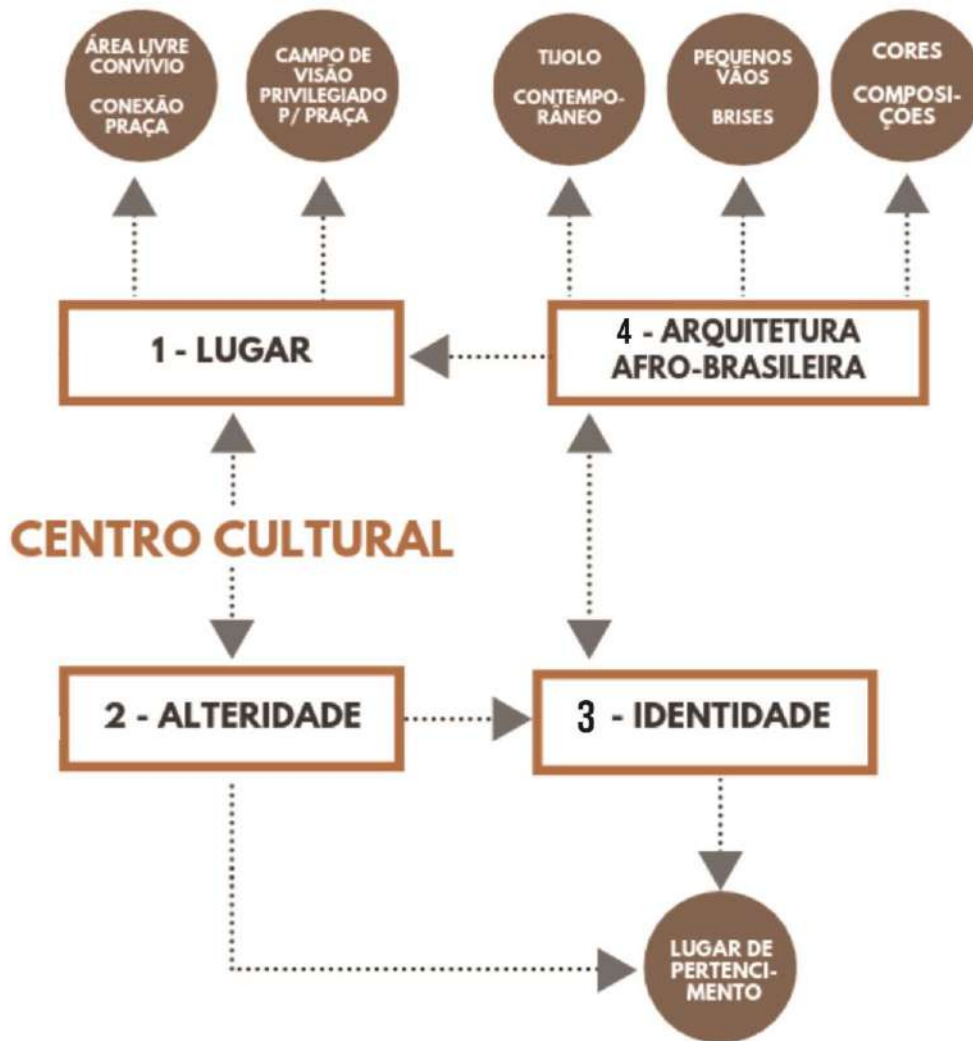 ÁREA LIVRE
CONVÍVIO
CONEXÃO
PRAÇA
CAMPO DE
VISÃO
PRIVILEGIADO
P/ PRAÇA
TIJOLO
CONTEMPO-
RÂNEO
PEQUENOS
VÃOS
BRISES
CORES
COMPOSI-
ÇÕES
1 - LUGAR
4 - ARQUITETURA
AFRO-BRASILEIRA
CENTRO CULTURAL
2 - ALTERIDADE
3 - IDENTIDADE
LUGAR DE
PERTENCI-
MENTO